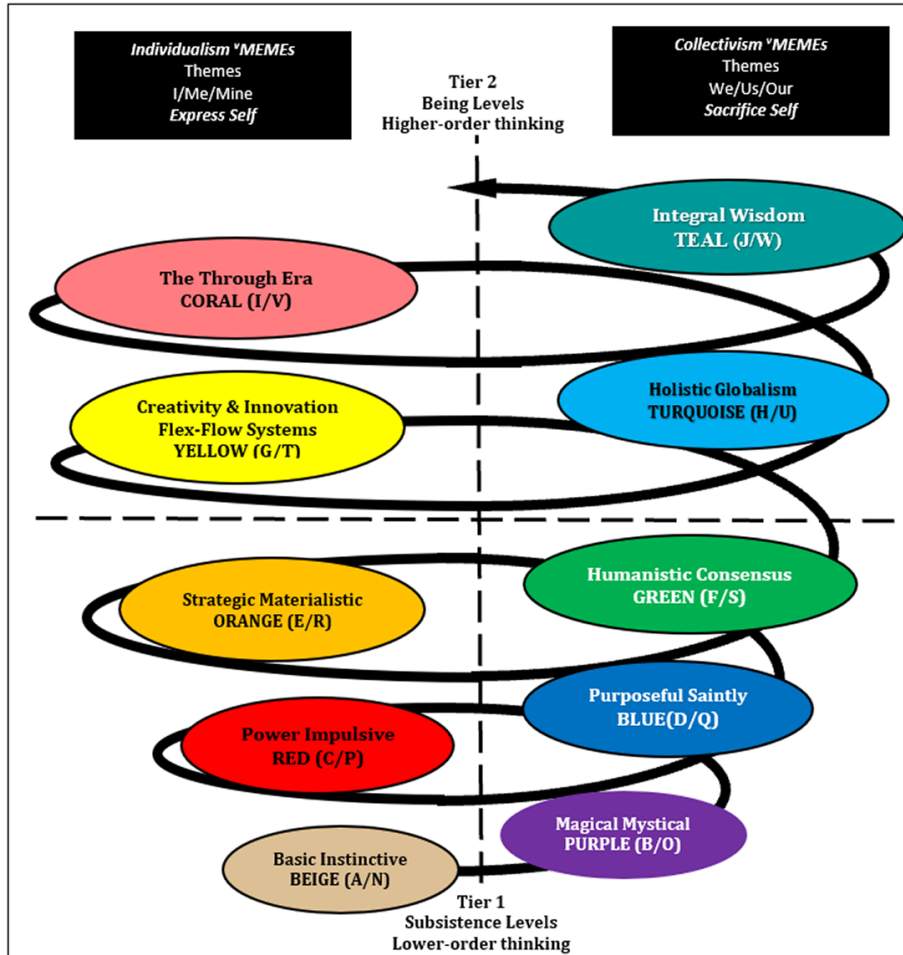 Individualism vMEMEs
Themes
I/Me/Mine
Express Self
Tier 2
Being Levels
Higher-order thinking
Collectivism vMEMEs
Themes
We/Us/Our
Sacrifice Self
Integral Wisdom
TEAL (J/W)
The Through Era
CORAL (I/V)
Holistic Globalism
TURQUOISE (H/U)
Creativity & Innovation
Flex-Flow Systems
YELLOW (G/T)
Humanistic Consensus
GREEN (F/S)
Strategic Materialistic
ORANGE (E/R)
Purposeful Saintly
BLUE(D/Q)
Power Impulsive
RED (C/P)
Magical Mystical
PURPLE (B/O)
Basic Instinctive
BEIGE (A/N)
Tier 1
Subsistence Levels
Lower-order thinking